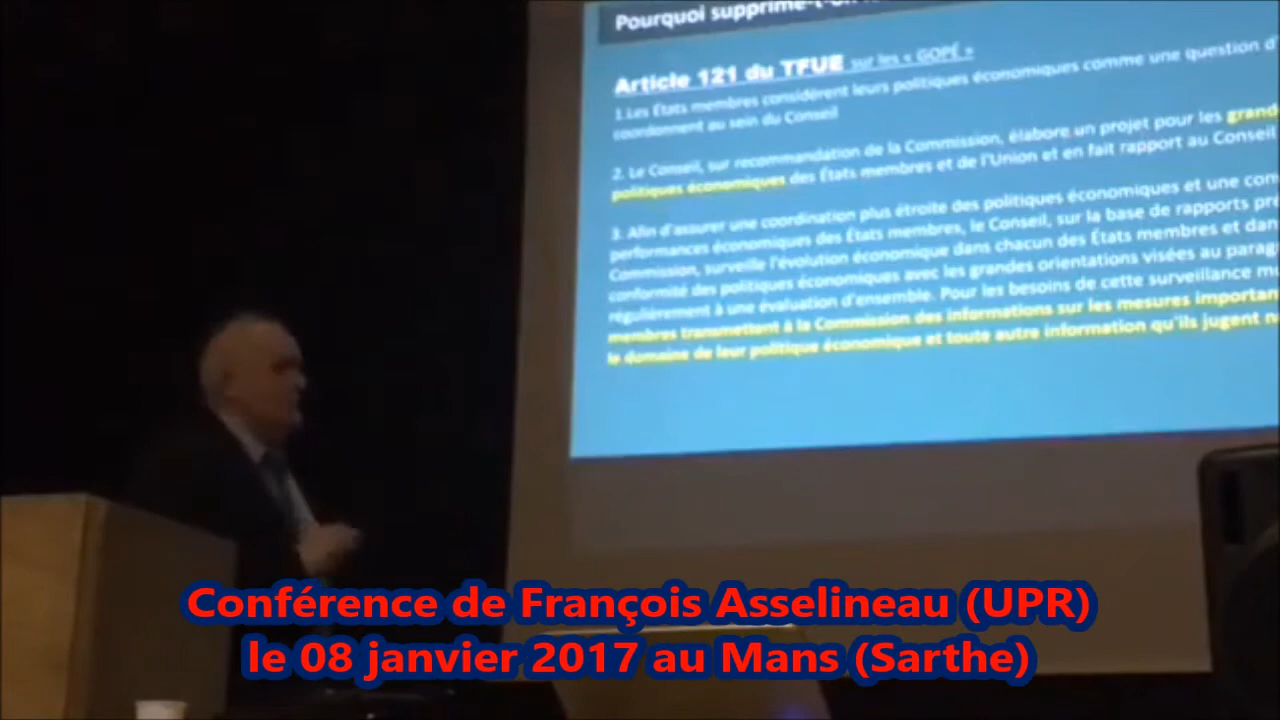 Pourquoi supprime-t-on
Article 121 du TFUE sur les « GOPÉ »
1.Les États membres considèrent leurs politiques économiques comme une question d'
coordonnent au sein du Conseil
2. Le Conseil, sur recommandation de la Commission, élabore un projet pour les grand
politiques économiques des États membres et de l'Union et en fait rapport au Conseil
3. Afin d'assurer une coordination plus étroite des politiques économiques et une con
performances économiques des États membres, le Conseil, sur la base de rapports pré
Commission, surveille l'évolution économique dans chacun des États membres et dan
conformité des politiques économiques avec les grandes orientations visées au parag
régulièrement à une évaluation d'ensemble. Pour les besoins de cette surveillance mu
membres transmettent à la Commission des informations sur les mesures importan
le domaine de leur politique économique et toute autre information qu'ils jugent n
Conférence de François Asselineau (UPR)
le 08 janvier 2017 au Mans (Sarthe)